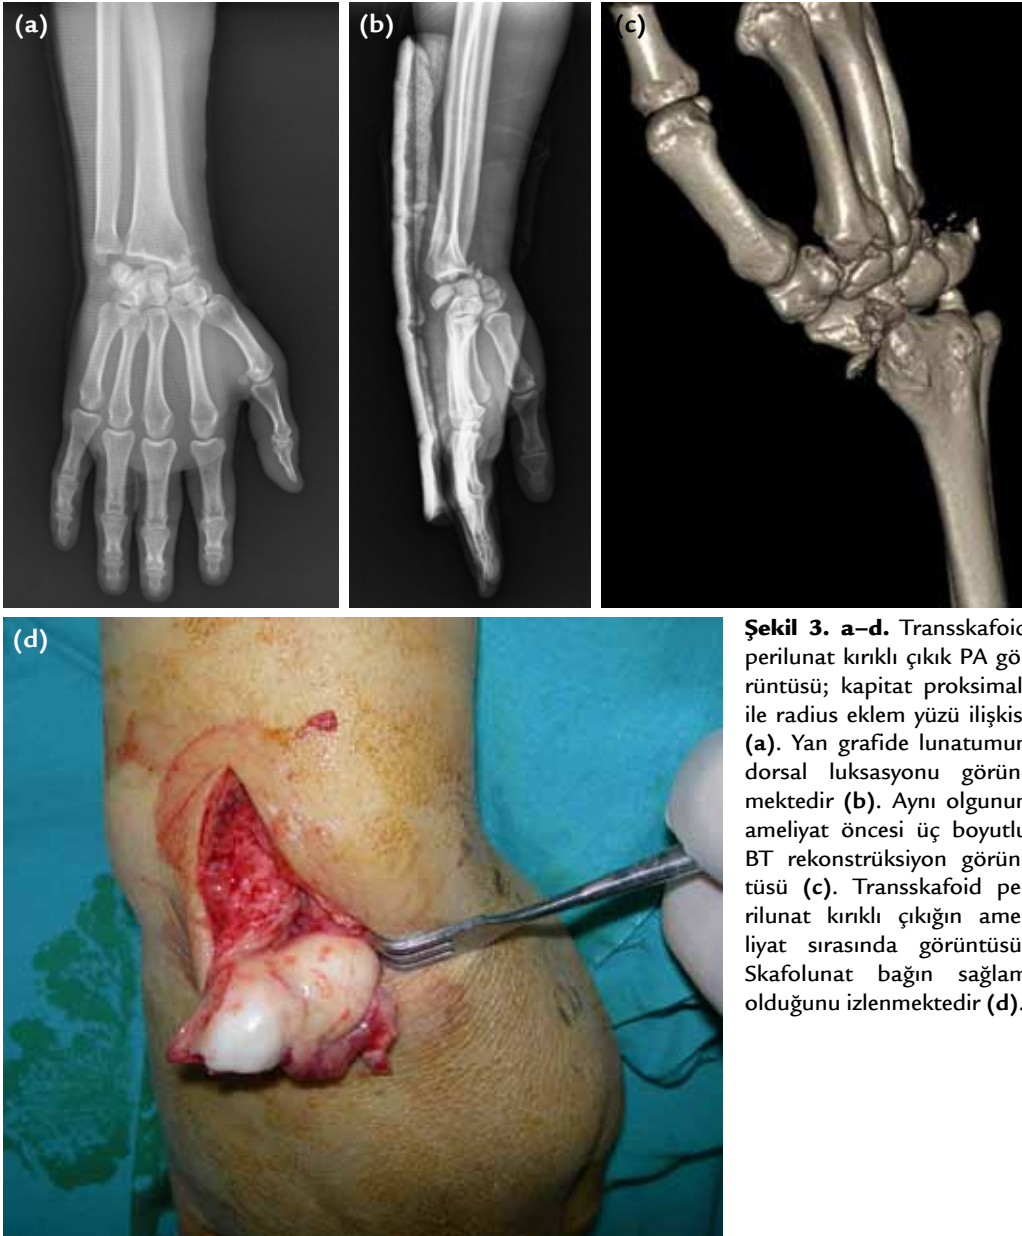 (a)
(b)
(c)
(d)
Şekil 3. a–d. Transskafoid
perilunat kırıklı çıkık PA gö
rüntüsü; kapitat proksimal
ile radius eklem yüzü ilişkis
(a). Yan grafide lunatumun
dorsal luksasyonu görün
mektedir (b). Aynı olgunun
ameliyat öncesi üç boyutlu
BT rekonstrüksiyon görün
tüsü (c). Transskafoid pe
rilunat kırıklı çıkığın ame
liyat sırasında görüntüsü
Skafolunat bağın sağlam
olduğunu izlenmektedir (d).